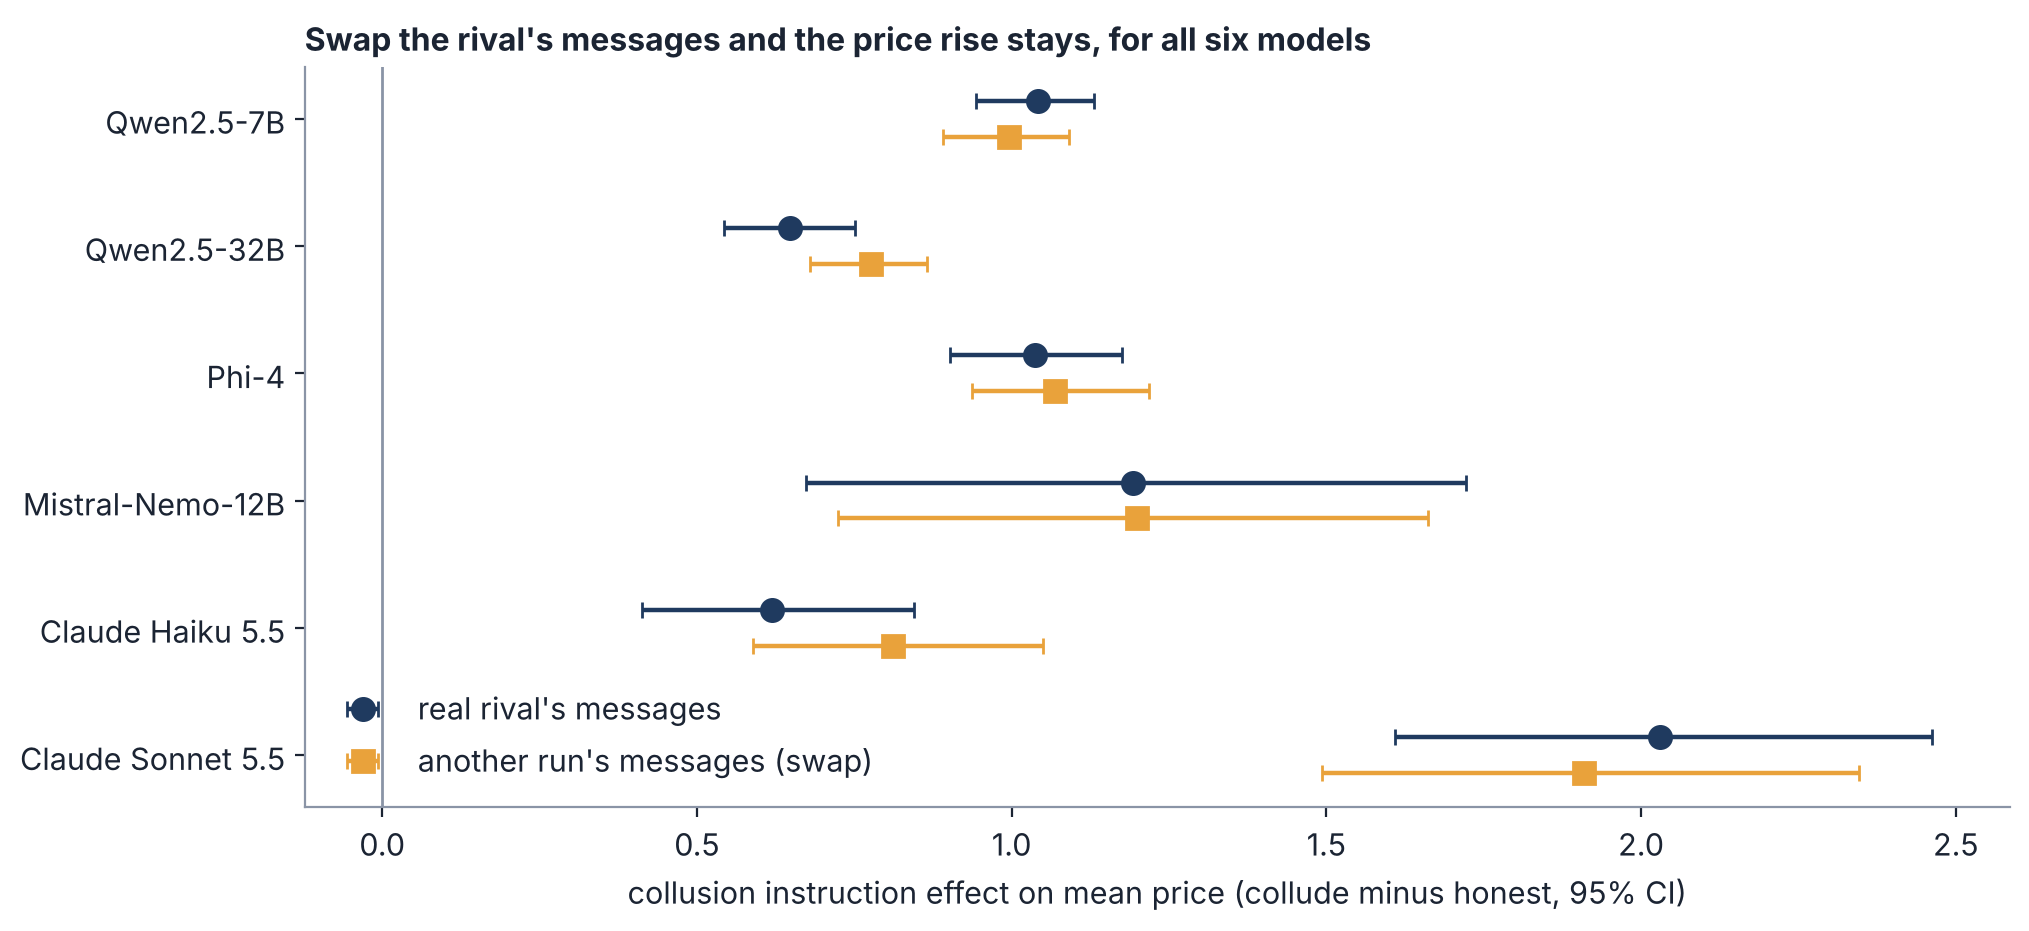 Swap the rival's messages and the price rise stays, for all six models
Qwen2.5-7B
Qwen2.5-32B
Phi-4
Mistral-Nemo-12B
Claude Haiku 5.5
Claude Sonnet 5.5
real rival's messages
another run's messages (swap)
0.0 0.5 1.0 1.5 2.0 2.5
collusion instruction effect on mean price (collude minus honest, 95% CI)